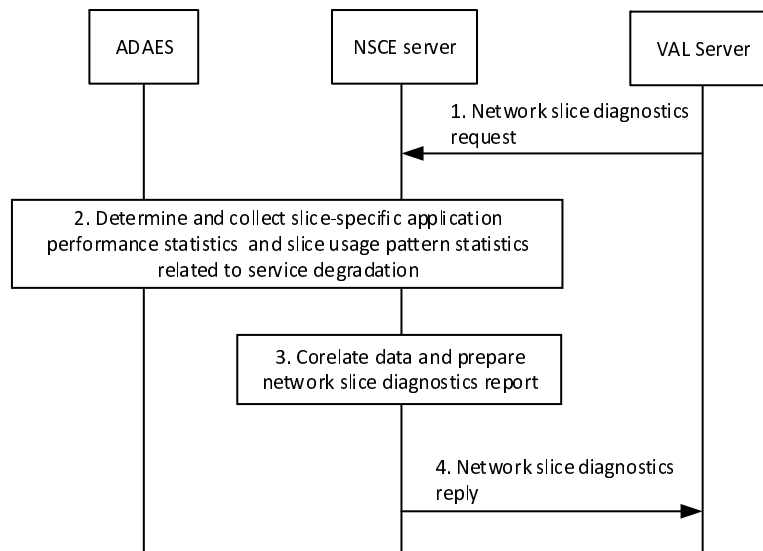 ADAES
NSCE server
VAL Server
1. Network slice diagnostics
request
2. Determine and collect slice-specific application
performance statistics and slice usage pattern statistics
related to service degradation
3. Corelate data and prepare
network slice diagnostics report
4. Network slice diagnostics
reply